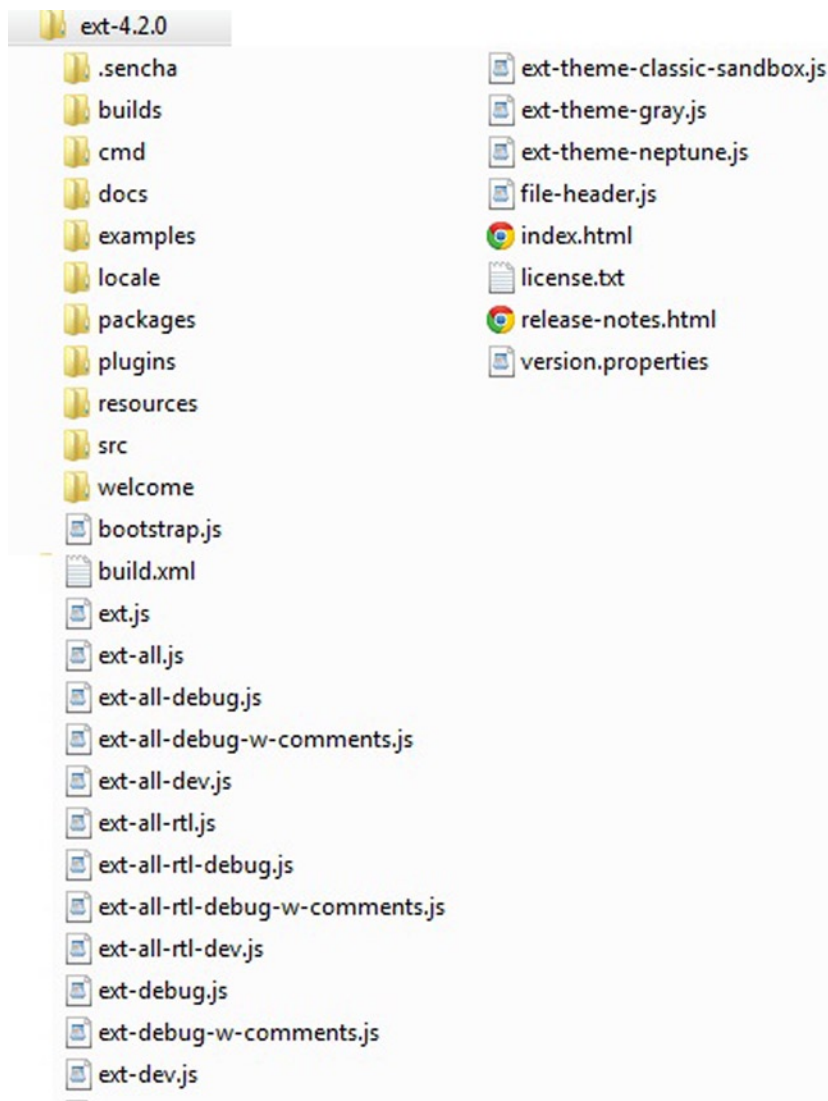 ext-4.2.0
.sencha
builds
cmd
docs
examples
locale
packages
plugins
resources
src
welcome
bootstrap.js
build.xml
ext.js
ext-all.js
ext-all-debug.js
ext-all-debug-w-comments.js
ext-all-dev.js
ext-all-rtl.js
ext-all-rtl-debug.js
ext-all-rtl-debug-w-comments.js
ext-all-rtl-dev.js
ext-debug.js
ext-debug-w-comments.js
ext-dev.js
ext-theme-classic-sandbox.js
ext-theme-gray.js
ext-theme-neptune.js
file-header.js
index.html
license.txt
release-notes.html
version.properties